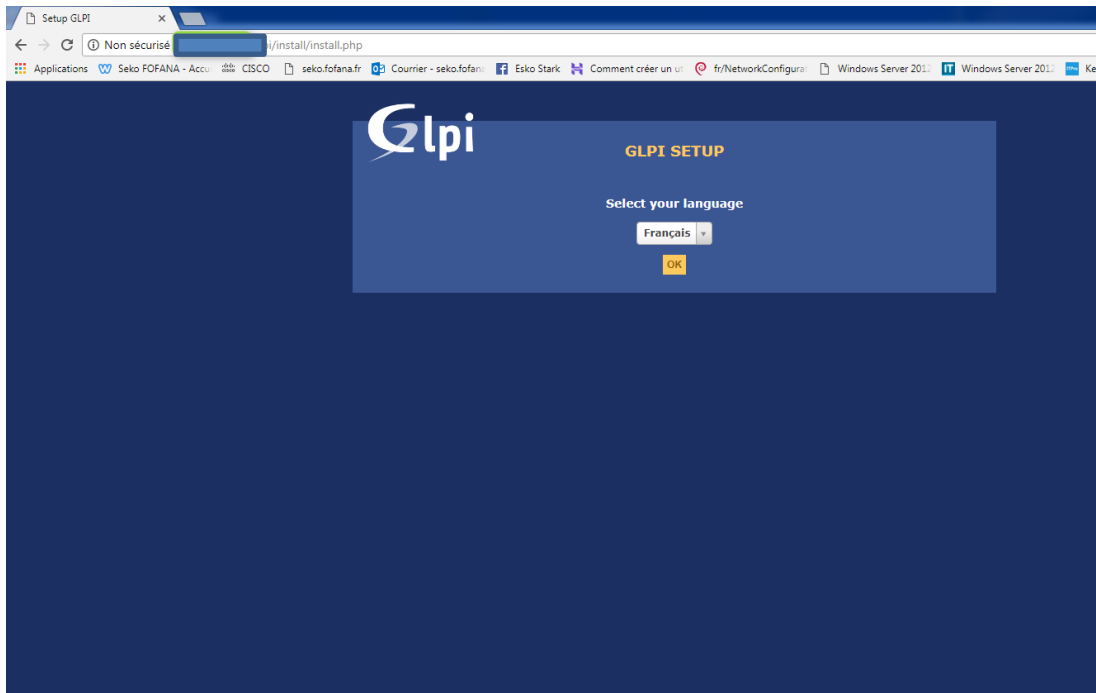 Setup GLPI
Non sécurisé i/install/install.php
Applications Seko FOFANA - Accu CISCO seko.fofana.fr Courrier - seko.fofan Esko Stark Comment créer un ut fr/NetworkConfigura Windows Server 201 Windows Server 201 Ke
Glpi
GLPI SETUP
Select your language
Français
OK